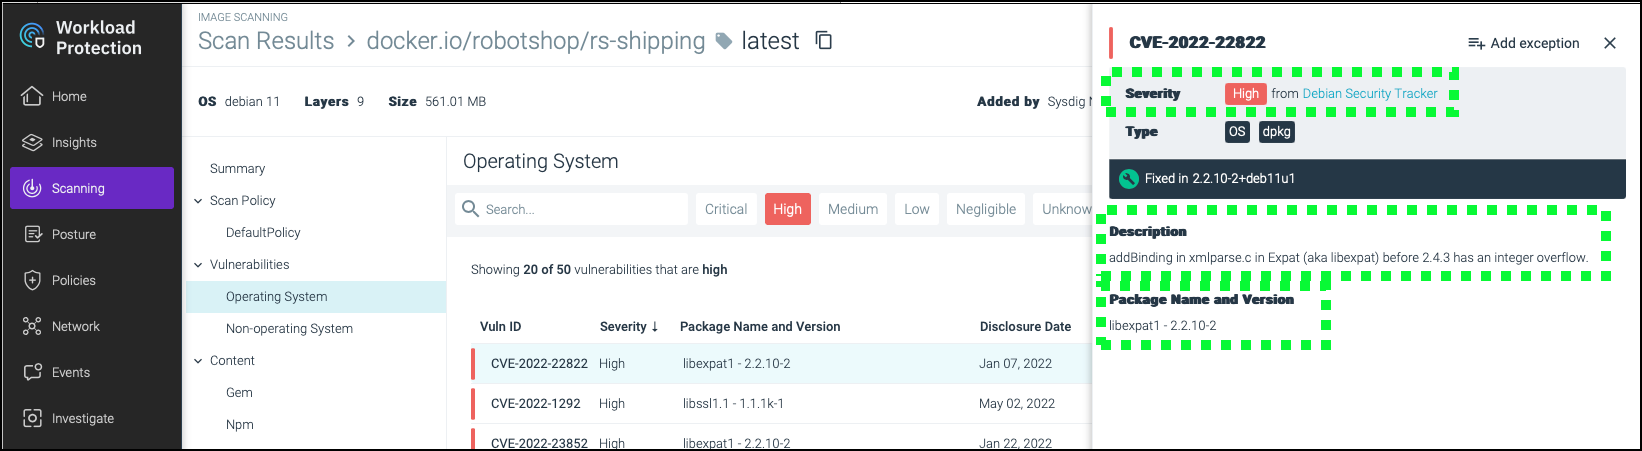 Workload
Protection
Home
Insights
Scanning
Posture
Policies
Network
Events
Investigate
IMAGE SCANNING
Scan Results > docker.io/robotshop/rs-shipping latest
OS debian 11 Layers 9 Size 561.01 MB Added by Sysdig
Summary
Scan Policy
DefaultPolicy
Vulnerabilities
Operating System
Non-operating System
Content
Gem
Npm
Operating System
Search... Critical High Medium Low Negligible Unknow
Showing 20 of 50 vulnerabilities that are high
Vuln ID Severity ↓ Package Name and Version Disclosure Date
CVE-2022-22822 High libexpat1 - 2.2.10-2 Jan 07, 2022
CVE-2022-1292 High libssl1.1 - 1.1.1k-1 May 02, 2022
CVE-2022-23852 High libexpat1 - 2.2.10-2 Jan 22, 2022
CVE-2022-22822 Add exception
Severity High from Debian Security Tracker
Type OS dpkg
Fixed in 2.2.10-2+deb11u1
Description
addBinding in xmlparse.c in Expat (aka libexpat) before 2.4.3 has an integer overflow.
Package Name and Version
libexpat1 - 2.2.10-2